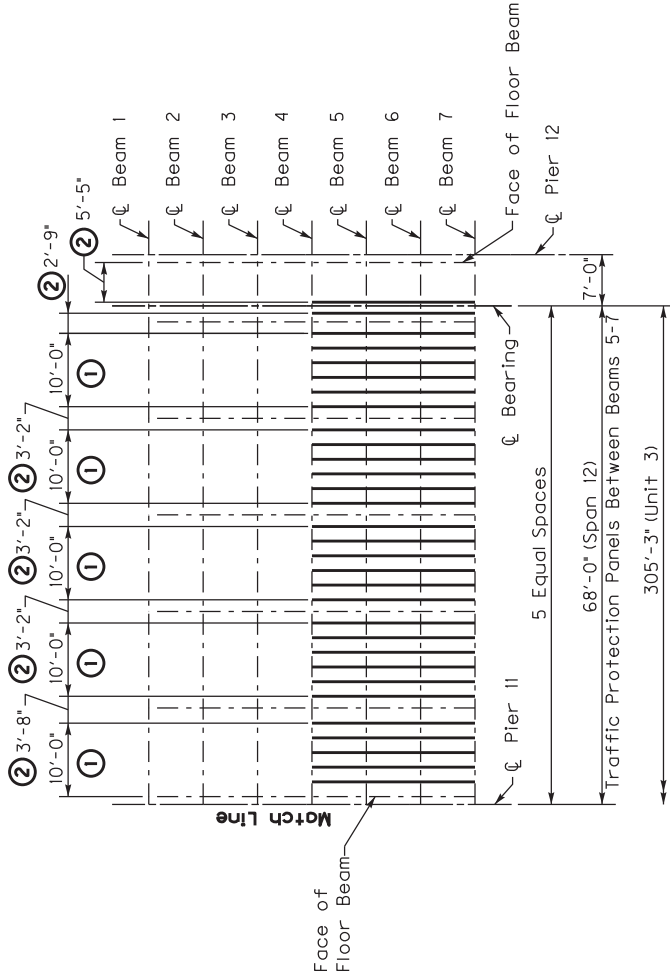 ② 3'-8"
10'-0"
①
② 3'-2"
10'-0"
①
② 3'-2"
10'-0"
①
② 3'-2"
10'-0"
①
② 3'-2"
10'-0"
①
② 2'-9"
② 5'-5"
℄ Beam 1
℄ Beam 2
℄ Beam 3
℄ Beam 4
℄ Beam 5
℄ Beam 6
℄ Beam 7
Face of Floor Beam
℄ Pier 12
Match Line
Face of
Floor Beam
℄ Pier 11
℄ Bearing
5 Equal Spaces
7'-0"
68'-0" (Span 12)
Traffic Protection Panels Between Beams 5-7
305'-3" (Unit 3)